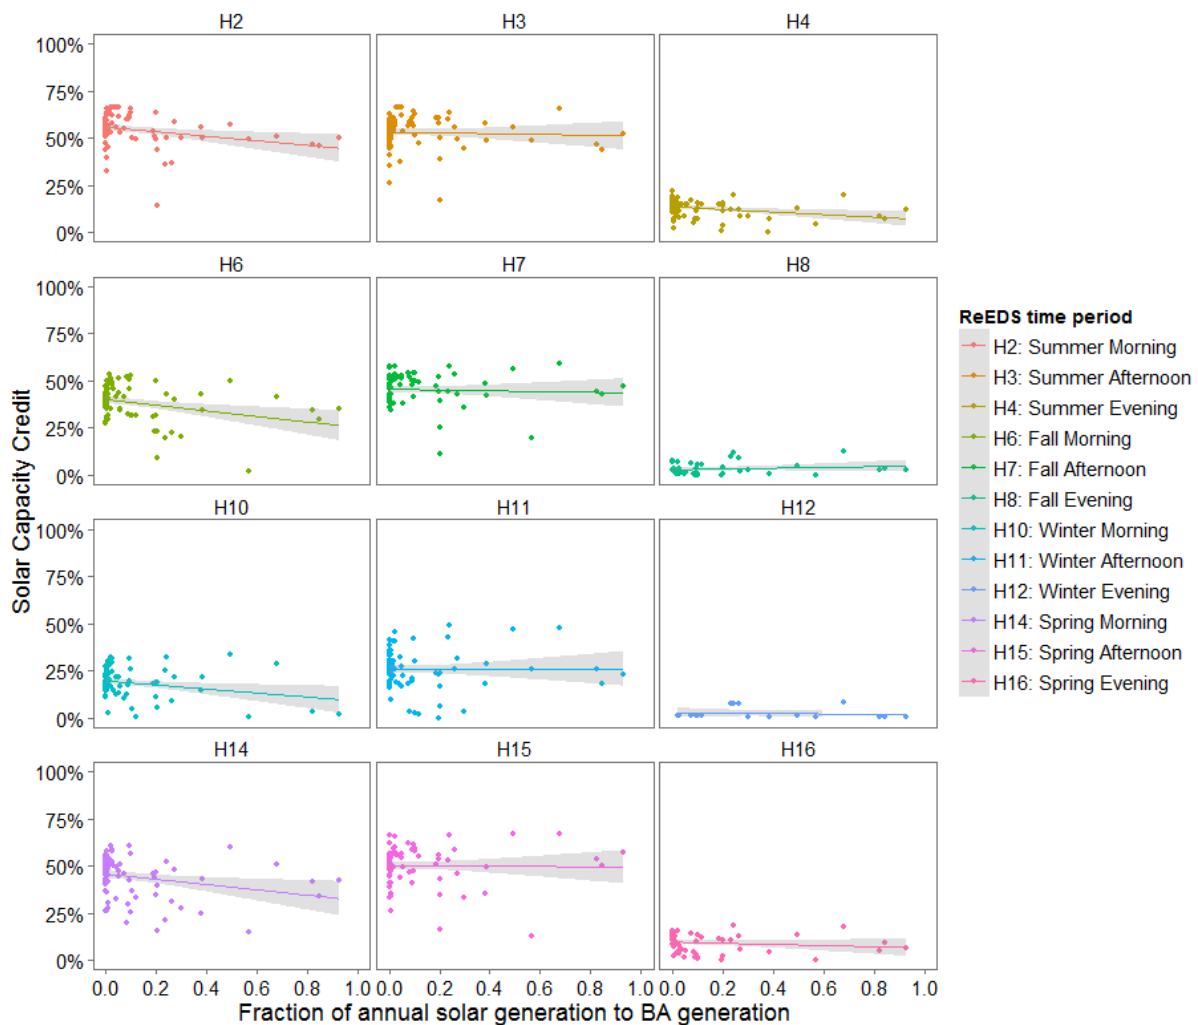 H2 H3 H4
100%
75%
50%
25%
0%
H6 H7 H8
100%
75%
50%
25%
0%
H10 H11 H12
100%
75%
50%
25%
0%
H14 H15 H16
100%
75%
50%
25%
0%
0.0 0.2 0.4 0.6 0.8 1.0 0.0 0.2 0.4 0.6 0.8 1.0 0.0 0.2 0.4 0.6 0.8 1.0
Fraction of annual solar generation to BA generation
Solar Capacity Credit
ReEDS time period
H2: Summer Morning
H3: Summer Afternoon
H4: Summer Evening
H6: Fall Morning
H7: Fall Afternoon
H8: Fall Evening
H10: Winter Morning
H11: Winter Afternoon
H12: Winter Evening
H14: Spring Morning
H15: Spring Afternoon
H16: Spring Evening